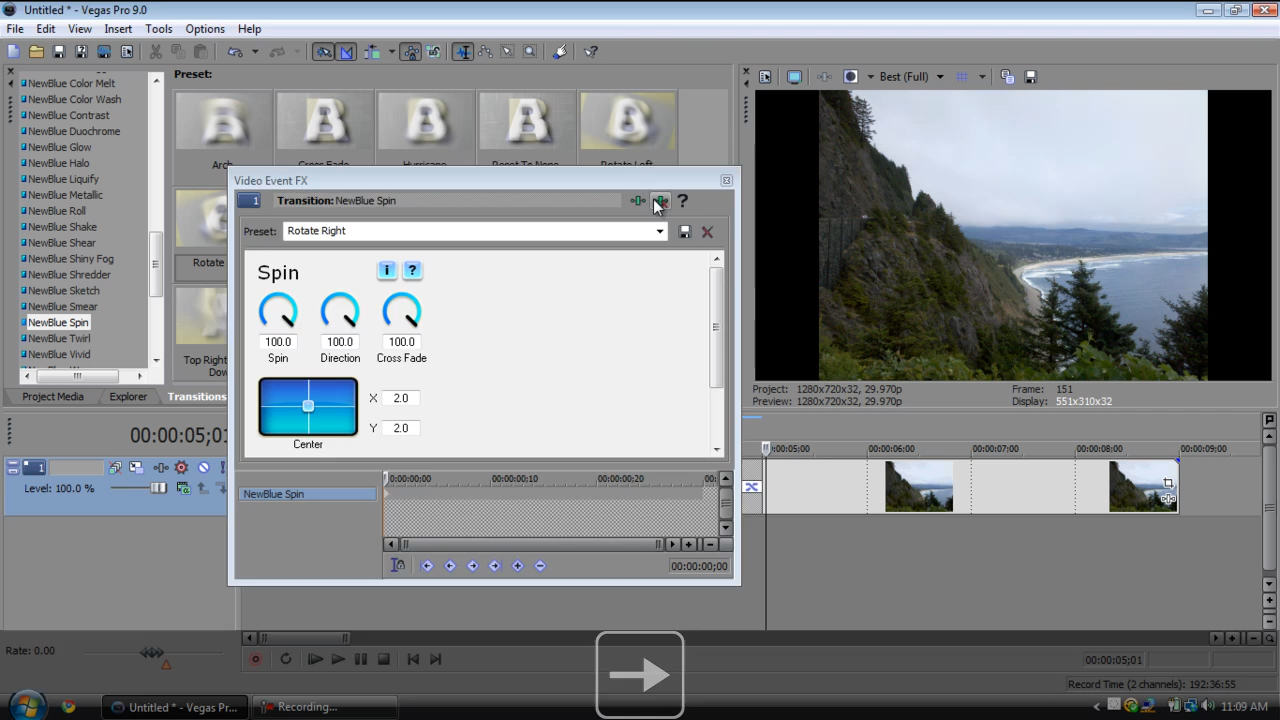 Untitled * - Vegas Pro 9.0
File Edit View Insert Tools Options Help
NewBlue Color Melt
NewBlue Color Wash
NewBlue Contrast
NewBlue Duochrome
NewBlue Glow
NewBlue Halo
NewBlue Liquify
NewBlue Metallic
NewBlue Roll
NewBlue Shake
NewBlue Shear
NewBlue Shiny Fog
NewBlue Shredder
NewBlue Sketch
NewBlue Smear
NewBlue Spin
NewBlue Twirl
NewBlue Vivid
Preset:
Arch Cross Fade Hurricane Reset To None Rotate Left
Rotate
Top Right
Dow
Project Media Explorer Transitions
Best (Full)
Project: 1280x720x32, 29.970p Frame: 151
Preview: 1280x720x32, 29.970p Display: 551x310x32
Video Event FX
1 Transition: NewBlue Spin ?
Preset: Rotate Right
Spin i ?
100.0 100.0 100.0
Spin Direction Cross Fade
X 2.0
Y 2.0
Center
00:00:00:00 00:00:00:10 00:00:00:20 00:
NewBlue Spin
00:00:00;00
00:00:05;01
1
Level: 100.0 %
:00:05:00 00:00:06:00 00:00:07:00 00:00:08:00 00:00:09:00
Rate: 0.00
00:00:05;01
Record Time (2 channels): 192:36:55
Untitled * - Vegas Pr... Recording... 11:09 AM